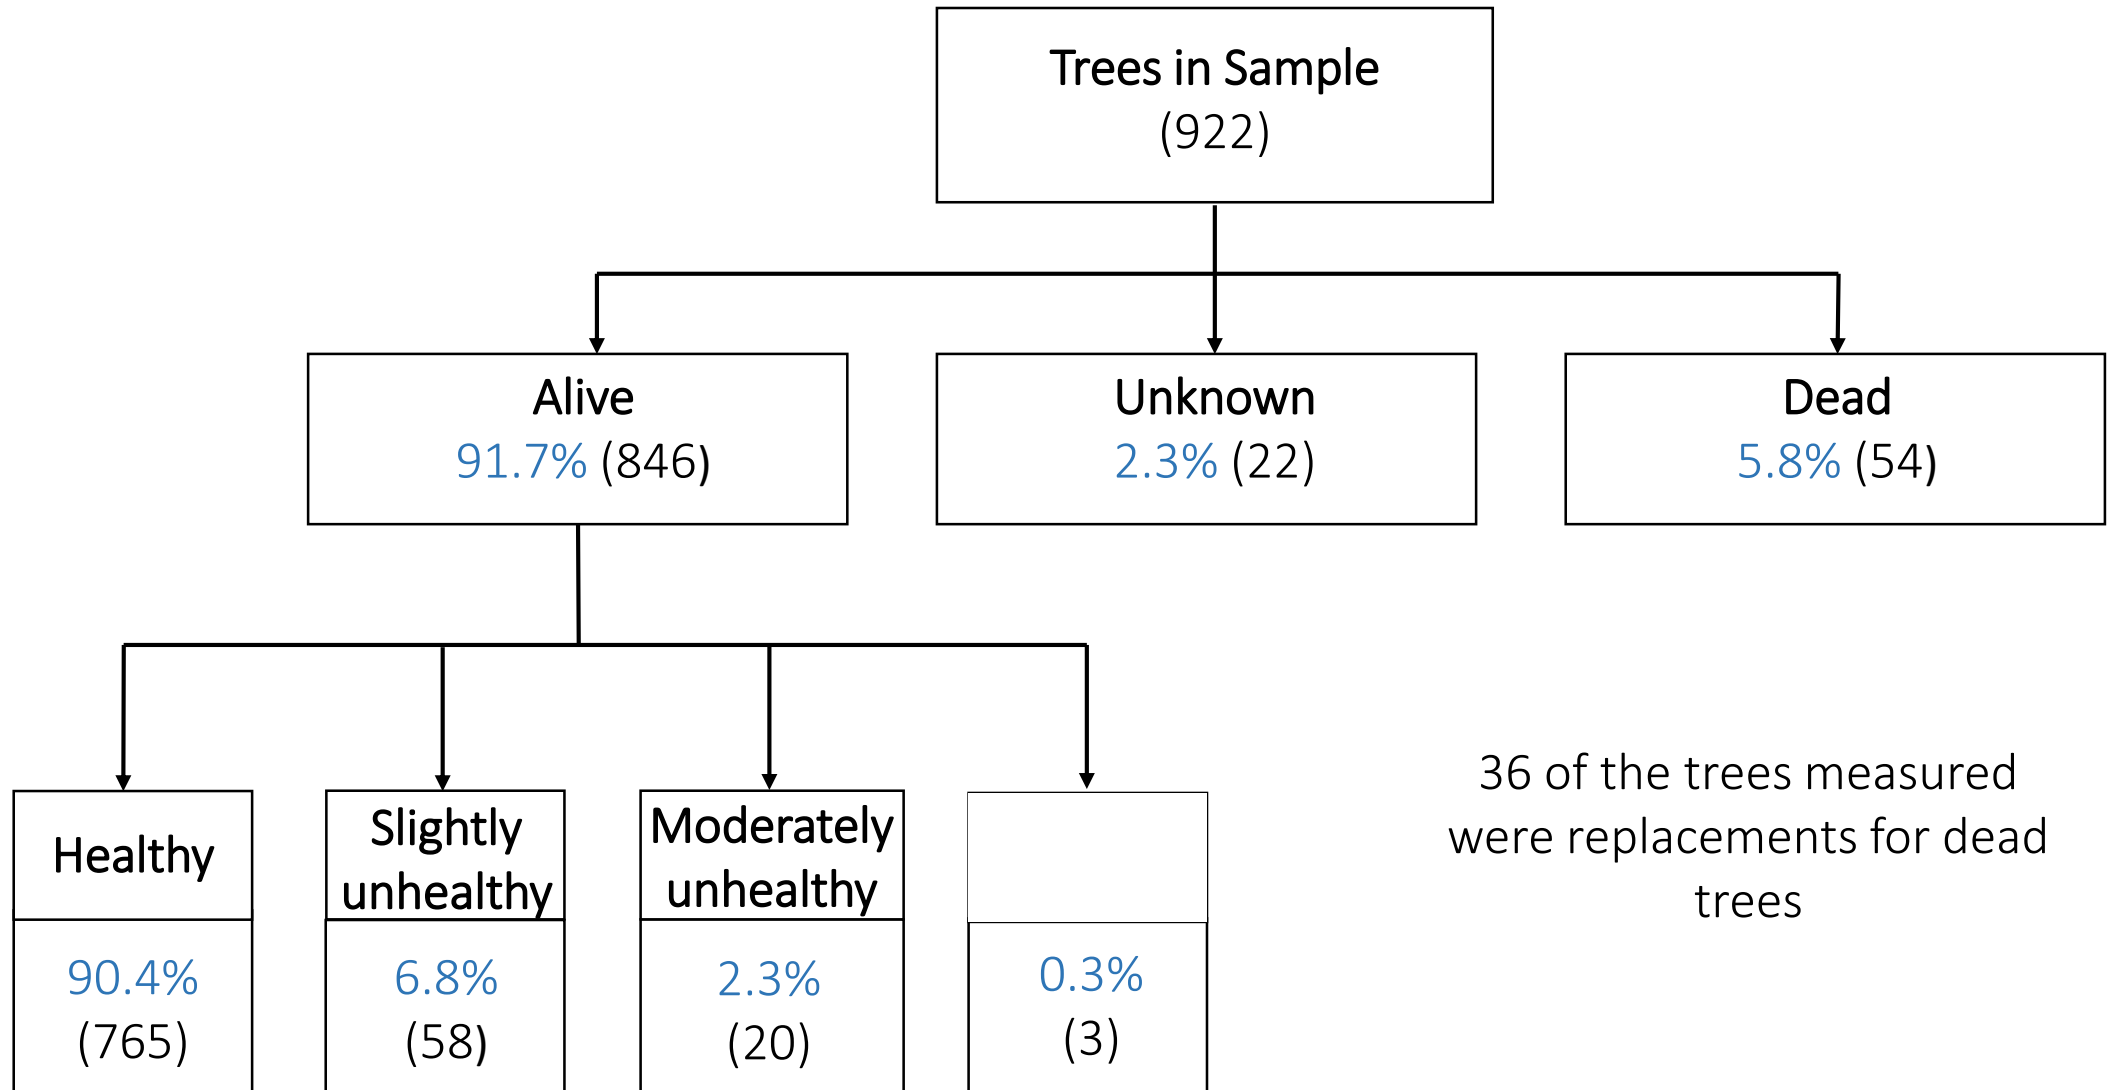 Trees in Sample
(922)
Alive
91.7% (846)
Unknown
2.3% (22)
Dead
5.8% (54)
Healthy
90.4%
(765)
Slightly
unhealthy
6.8%
(58)
Moderately
unhealthy
2.3%
(20)
0.3%
(3)
36 of the trees measured
were replacements for dead
trees